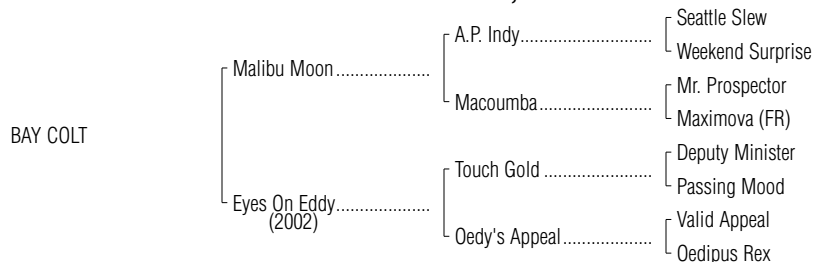 Seattle Slew
A.P. Indy
Weekend Surprise
Malibu Moon
Mr. Prospector
Macoumba
Maximova (FR)
BAY COLT
Deputy Minister
Touch Gold
Passing Mood
Eyes On Eddy
(2002)
Valid Appeal
Oedy's Appeal
Oedipus Rex